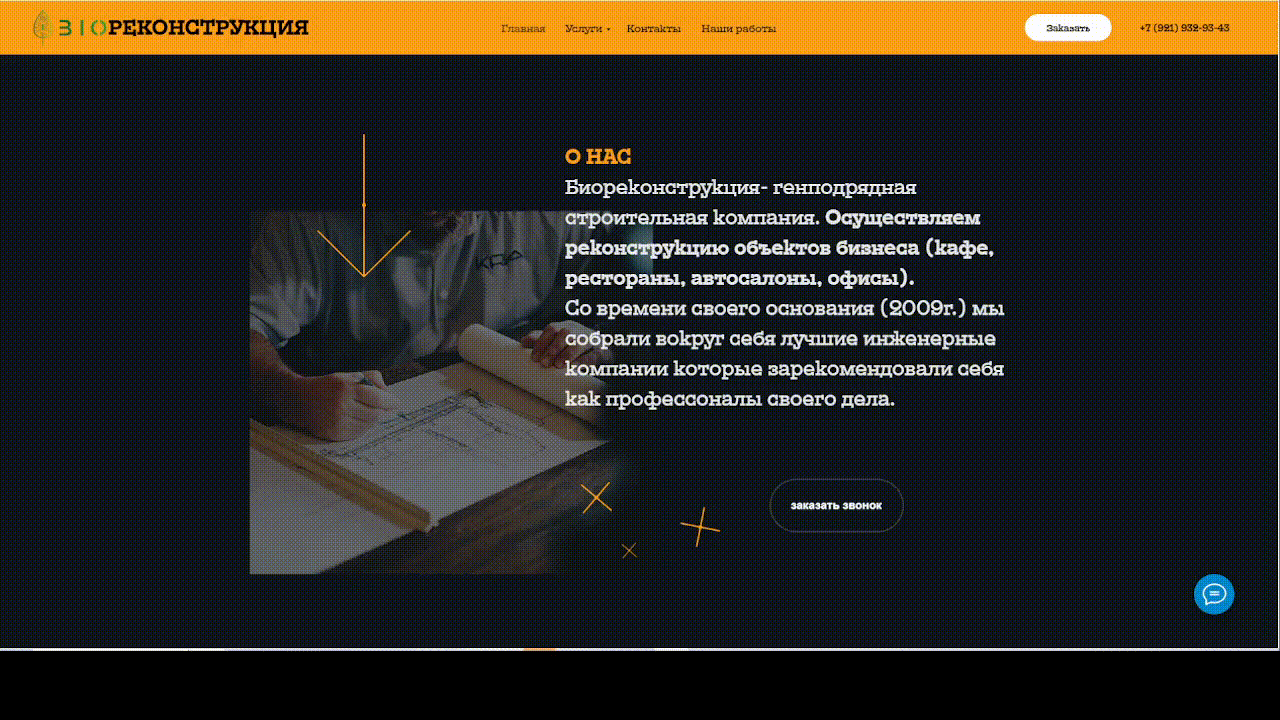 BIOРЕКОНСТРУКЦИЯ
Главная Услуги Контакты Наши работы
Заказать
+7 (921) 932-93-43
О НАС
Биореконструкция- генподрядная
строительная компания. Осуществляем
реконструкцию объектов бизнеса (кафе,
рестораны, автосалоны, офисы).
Со времени своего основания (2009г.) мы
собрали вокруг себя лучшие инженерные
компании которые зарекомендовали себя
как профессоналы своего дела.
заказать звонок